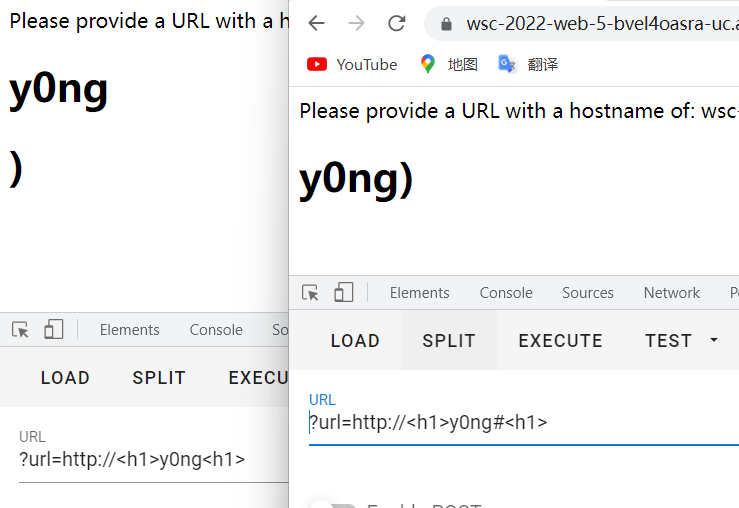 Please provide a URL with a h
y0ng
)
Elements Console So
LOAD SPLIT EXECU
URL
?url=http://<h1>y0ng<h1>
wsc-2022-web-5-bvel4oasra-uc.a
YouTube 地图 翻译
Please provide a URL with a hostname of: wsc-
y0ng)
Elements Console Sources Network Pe
LOAD SPLIT EXECUTE TEST
URL
?url=http://<h1>y0ng#<h1>